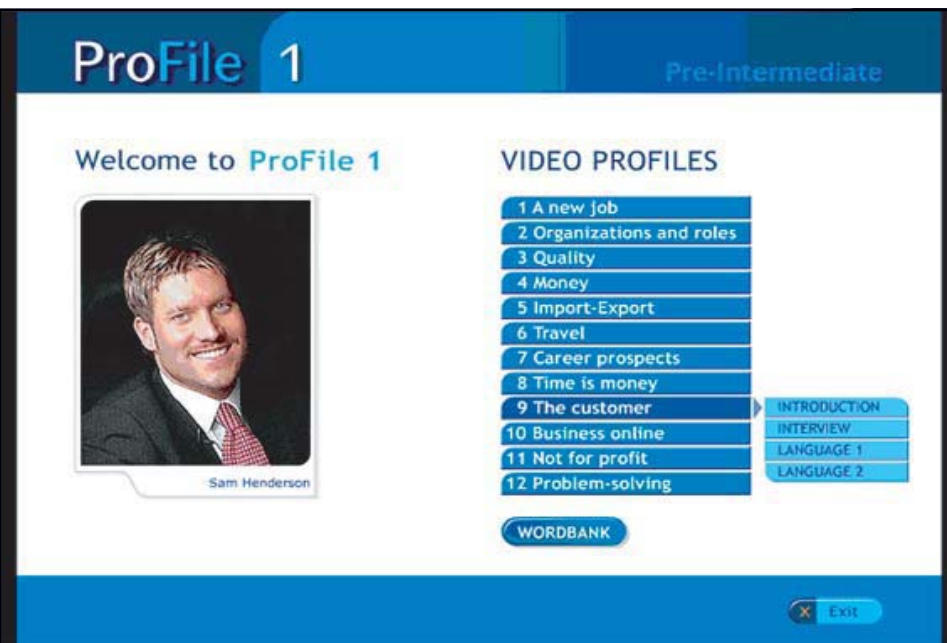 ProFile 1
Pre-Intermediate
Welcome to ProFile 1
Sam Henderson
VIDEO PROFILES
1 A new job
2 Organizations and roles
3 Quality
4 Money
5 Import-Export
6 Travel
7 Career prospects
8 Time is money
9 The customer
INTRODUCTION
INTERVIEW
LANGUAGE 1
LANGUAGE 2
10 Business online
11 Not for profit
12 Problem-solving
WORDBANK
X Exit